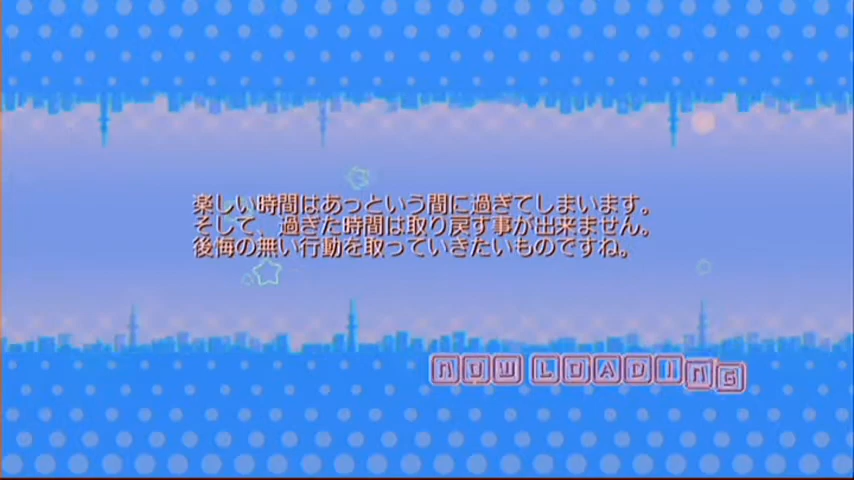 楽しい時間はあっという間に過ぎてしまいます。
そして、過ぎた時間は取り戻す事が出来ません。
後悔の無い行動を取っていきたいものですね。
NOW LOADING